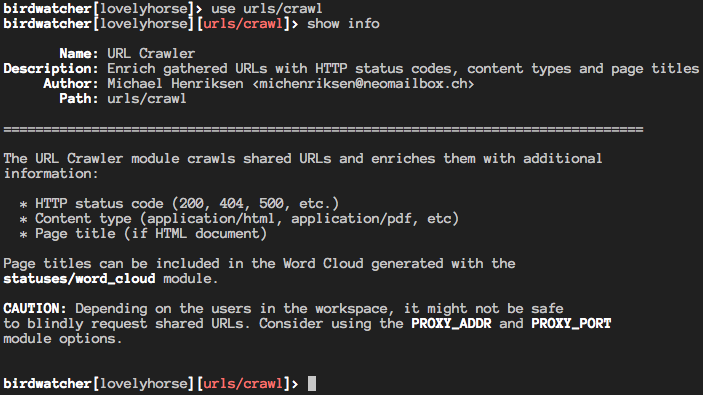 birdwatcher[lovelyhorse]> use urls/crawl
birdwatcher[lovelyhorse][urls/crawl]> show info
Name: URL Crawler
Description: Enrich gathered URLs with HTTP status codes, content types and page titles
Author: Michael Henriksen <michenriksen@neomailbox.ch>
Path: urls/crawl
================================================================================
The URL Crawler module crawls shared URLs and enriches them with additional
information:
* HTTP status code (200, 404, 500, etc.)
* Content type (application/html, application/pdf, etc)
* Page title (if HTML document)
Page titles can be included in the Word Cloud generated with the
statuses/word_cloud module.
CAUTION: Depending on the users in the workspace, it might not be safe
to blindly request shared URLs. Consider using the PROXY_ADDR and PROXY_PORT
module options.
birdwatcher[lovelyhorse][urls/crawl]>